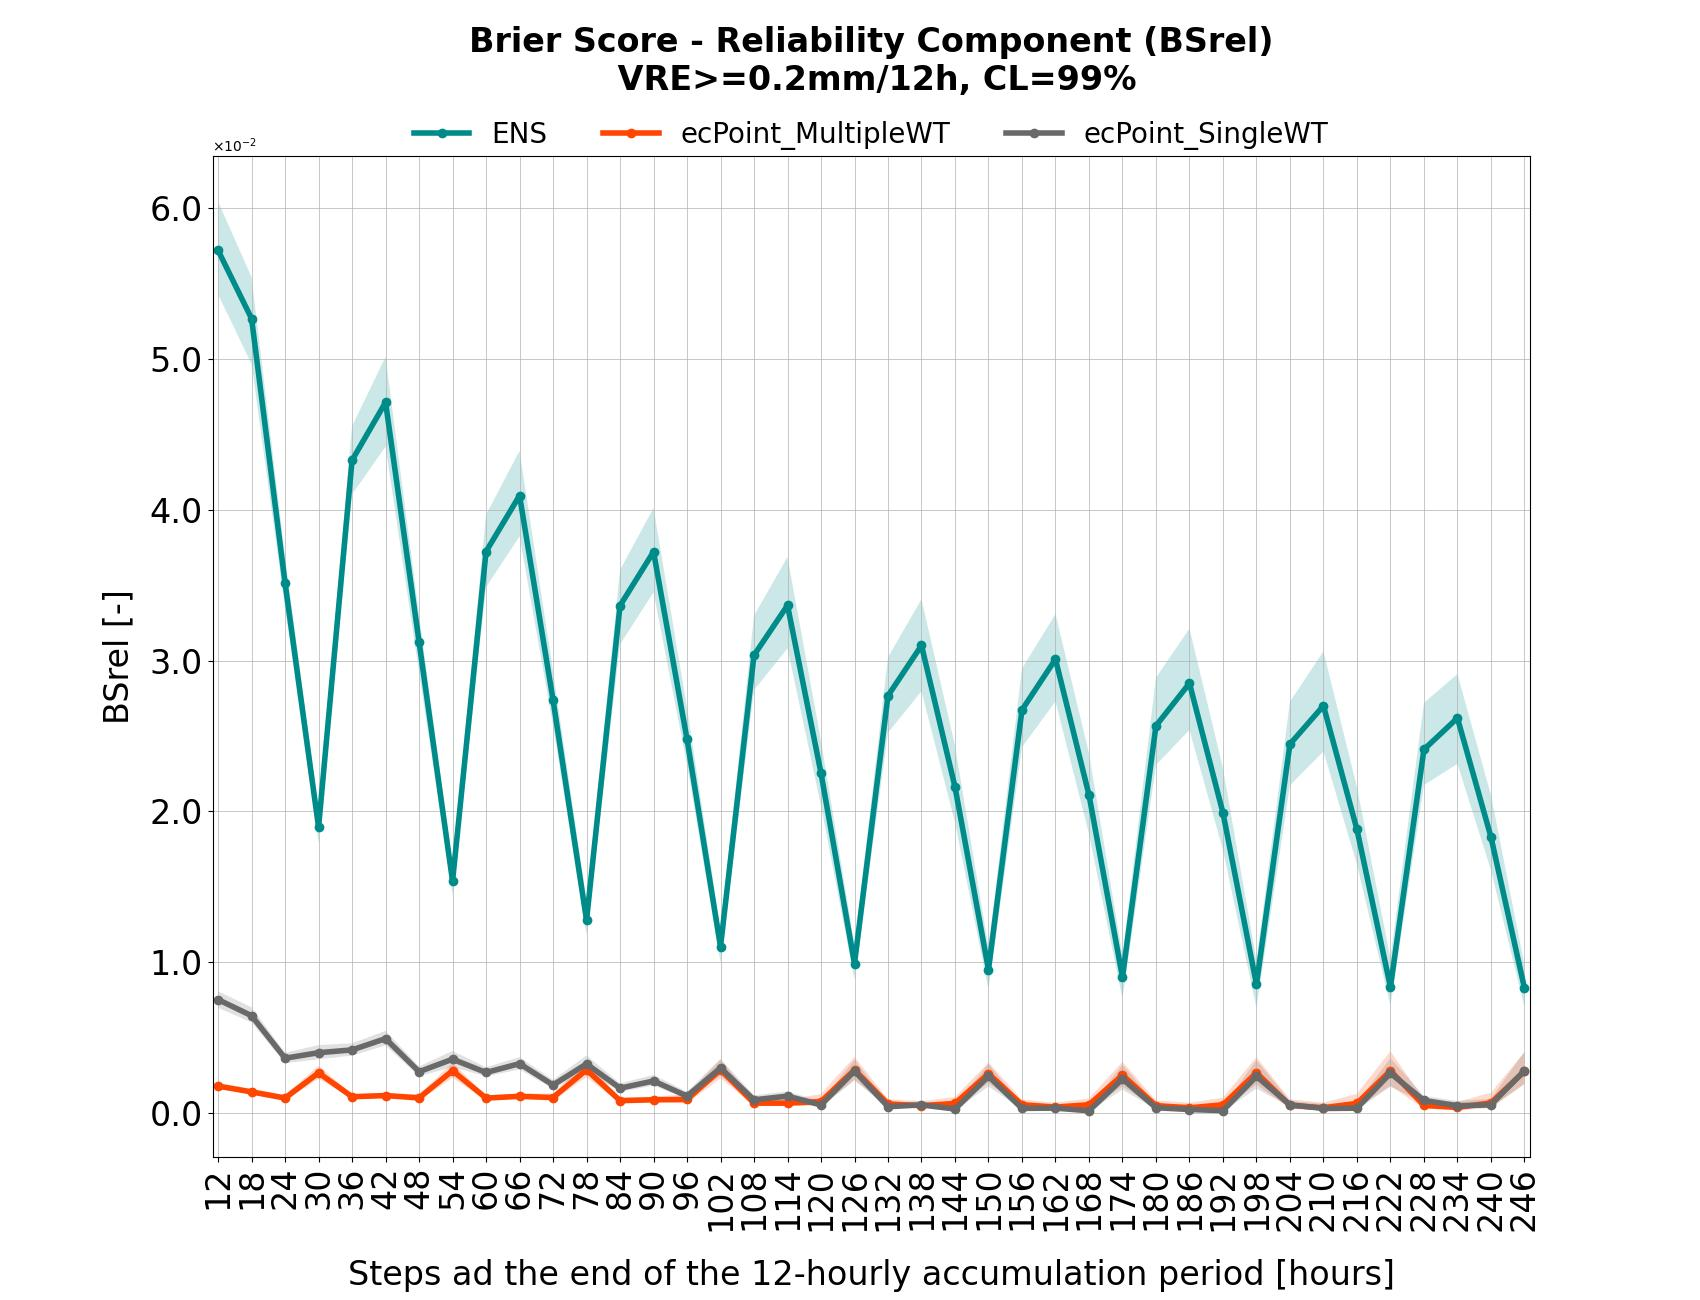 Brier Score - Reliability Component (BSrel)
VRE>=0.2mm/12h, CL=99%
ENS ecPoint_MultipleWT ecPoint_SingleWT
×10⁻²
6.0
5.0
4.0
3.0
2.0
1.0
0.0
BSrel [-]
12 18 24 30 36 42 48 54 60 66 72 78 84 90 96 102 108 114 120 126 132 138 144 150 156 162 168 174 180 186 192 198 204 210 216 222 228 234 240 246
Steps ad the end of the 12-hourly accumulation period [hours]